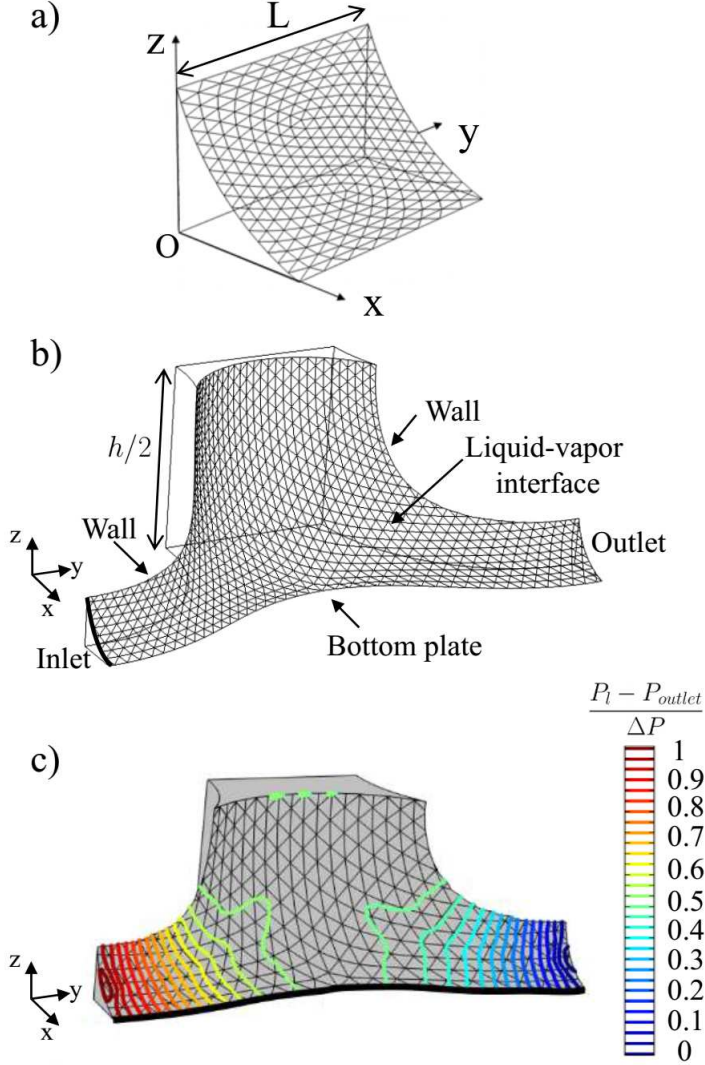 a)
L
z
y
O
x
b)
h/2
Wall
Liquid-vapor
interface
Wall
z
y
x
Outlet
Inlet
Bottom plate
P_l − P_outlet
ΔP
c)
1
0.9
0.8
0.7
0.6
0.5
0.4
0.3
0.2
0.1
0
z
y
x